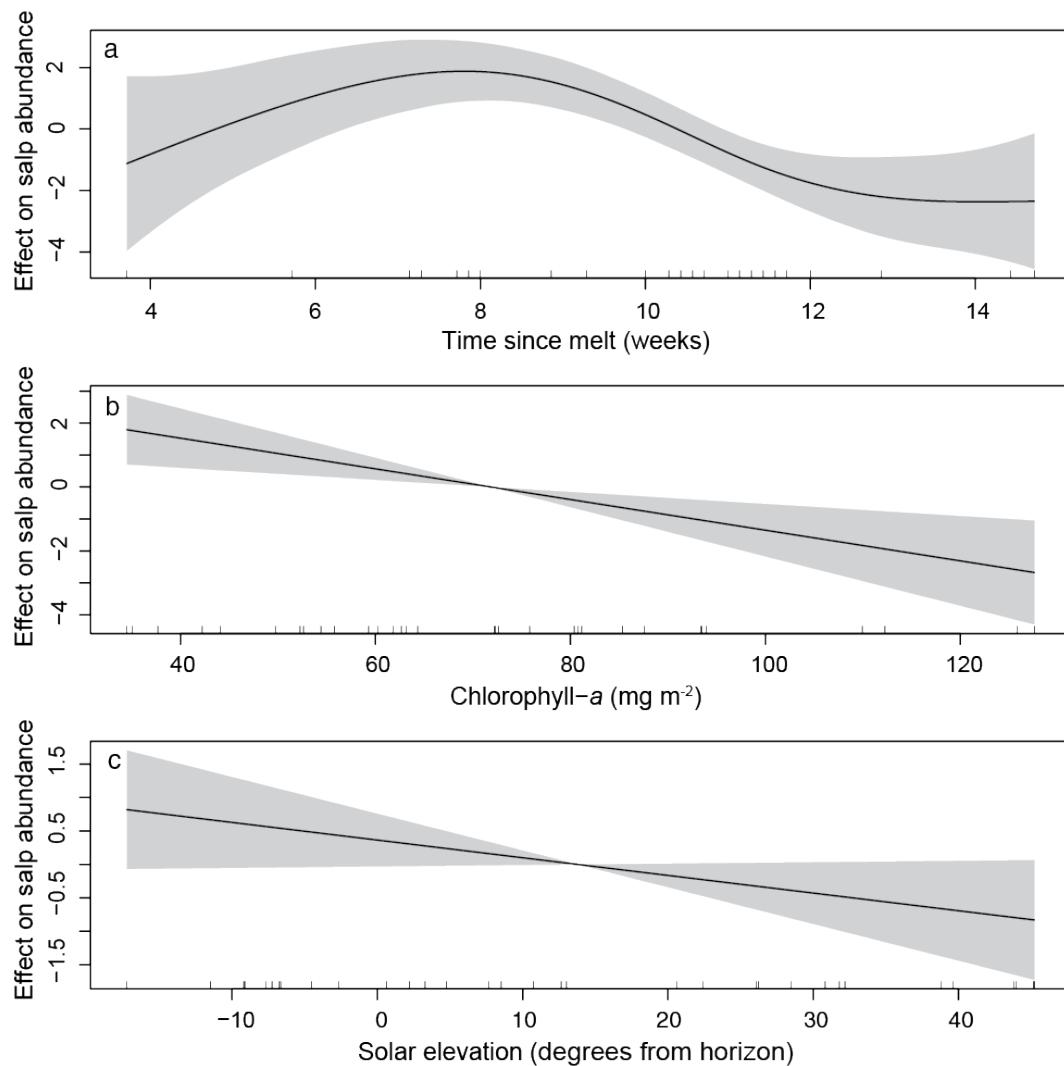 a
Effect on salp abundance
2
0
−2
−4
4 6 8 10 12 14
Time since melt (weeks)
b
Effect on salp abundance
2
0
−2
−4
40 60 80 100 120
Chlorophyll−a (mg m-2)
c
Effect on salp abundance
1.5
0.5
−0.5
−1.5
−10 0 10 20 30 40
Solar elevation (degrees from horizon)